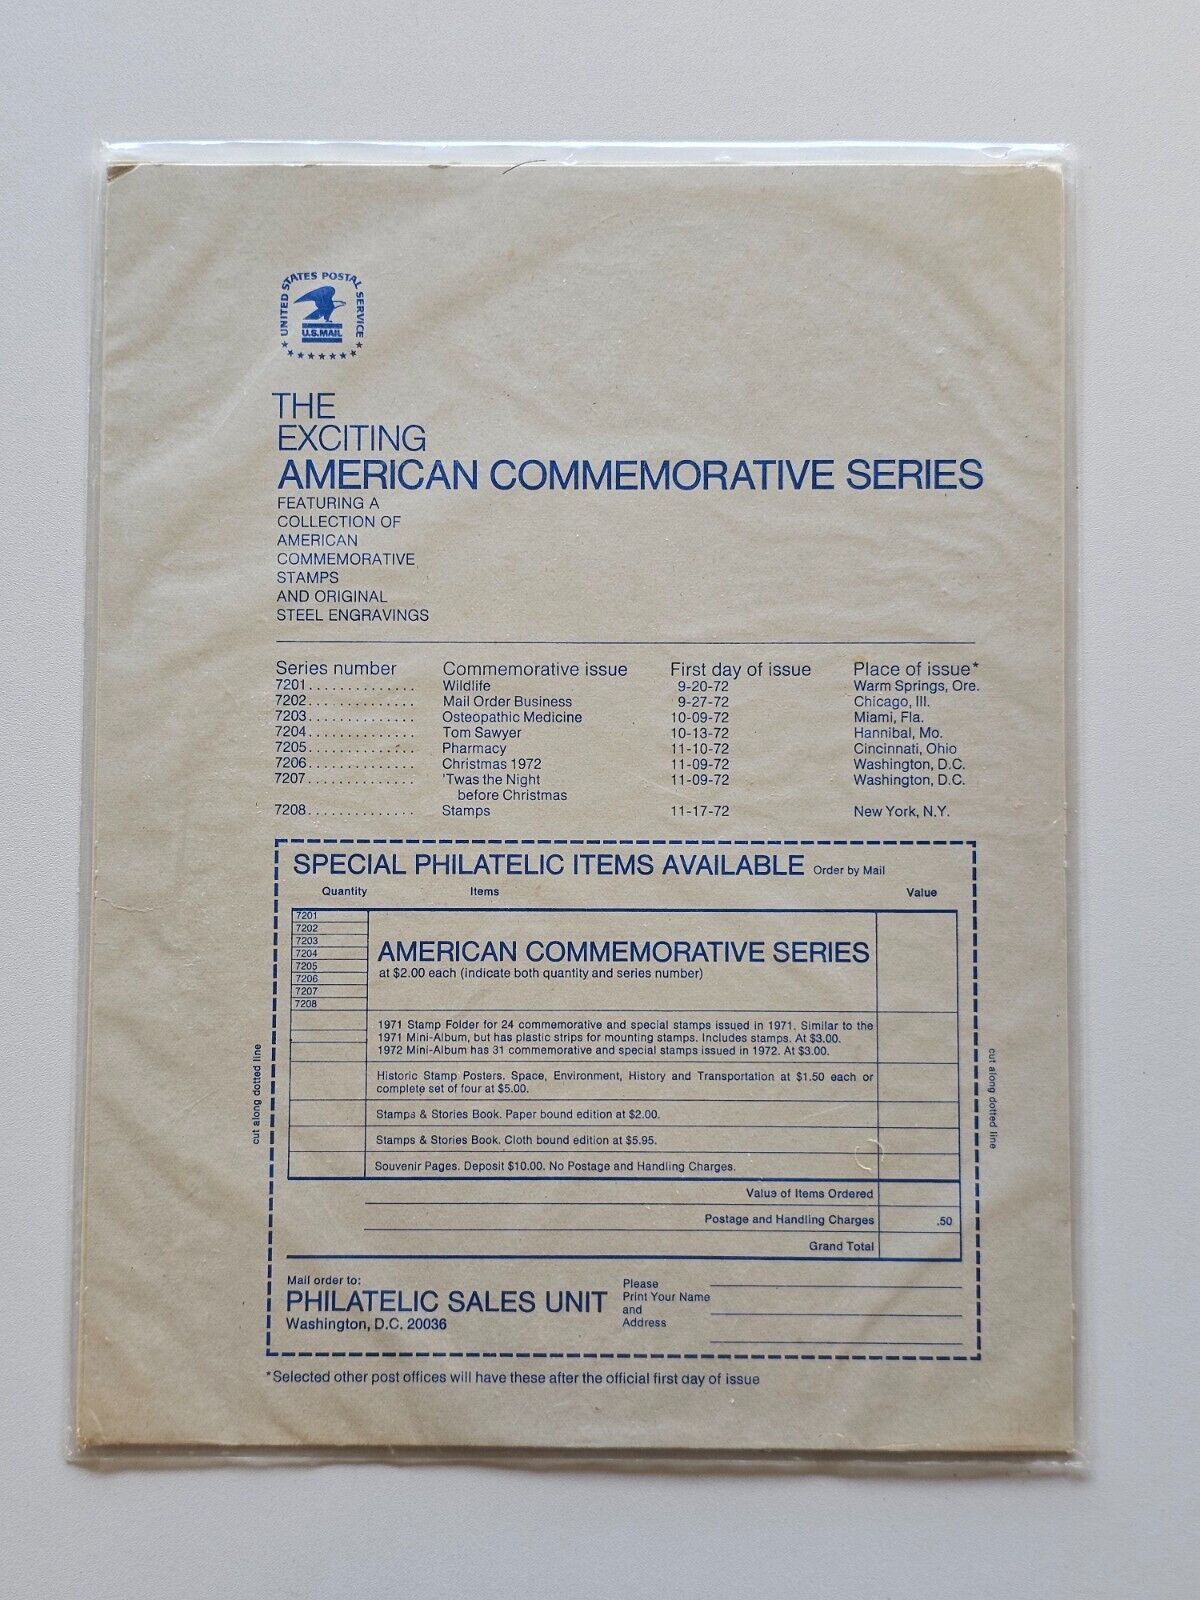 UNITED STATES POSTAL SERVICE
U.S.MAIL
THE
EXCITING
AMERICAN COMMEMORATIVE SERIES
FEATURING A
COLLECTION OF
AMERICAN
COMMEMORATIVE
STAMPS
AND ORIGINAL
STEEL ENGRAVINGS
Series number Commemorative issue First day of issue Place of issue*
7201.............. Wildlife 9-20-72 Warm Springs, Ore.
7202.............. Mail Order Business 9-27-72 Chicago, Ill.
7203.............. Osteopathic Medicine 10-09-72 Miami, Fla.
7204.............. Tom Sawyer 10-13-72 Hannibal, Mo.
7205.............. Pharmacy 11-10-72 Cincinnati, Ohio
7206.............. Christmas 1972 11-09-72 Washington, D.C.
7207.............. 'Twas the Night 11-09-72 Washington, D.C.
before Christmas
7208.............. Stamps 11-17-72 New York, N.Y.
SPECIAL PHILATELIC ITEMS AVAILABLE Order by Mail
Quantity Items Value
7201
7202
7203
7204
7205
7206
7207
7208
AMERICAN COMMEMORATIVE SERIES
at $2.00 each (indicate both quantity and series number)
1971 Stamp Folder for 24 commemorative and special stamps issued in 1971. Similar to the
1971 Mini-Album, but has plastic strips for mounting stamps. Includes stamps. At $3.00.
1972 Mini-Album has 31 commemorative and special stamps issued in 1972. At $3.00.
Historic Stamp Posters. Space, Environment, History and Transportation at $1.50 each or
complete set of four at $5.00.
Stamps & Stories Book. Paper bound edition at $2.00.
Stamps & Stories Book. Cloth bound edition at $5.95.
Souvenir Pages. Deposit $10.00. No Postage and Handling Charges.
Value of Items Ordered
Postage and Handling Charges .50
Grand Total
cut along dotted line
cut along dotted line
Mail order to:
PHILATELIC SALES UNIT
Washington, D.C. 20036
Please
Print Your Name
and
Address
*Selected other post offices will have these after the official first day of issue